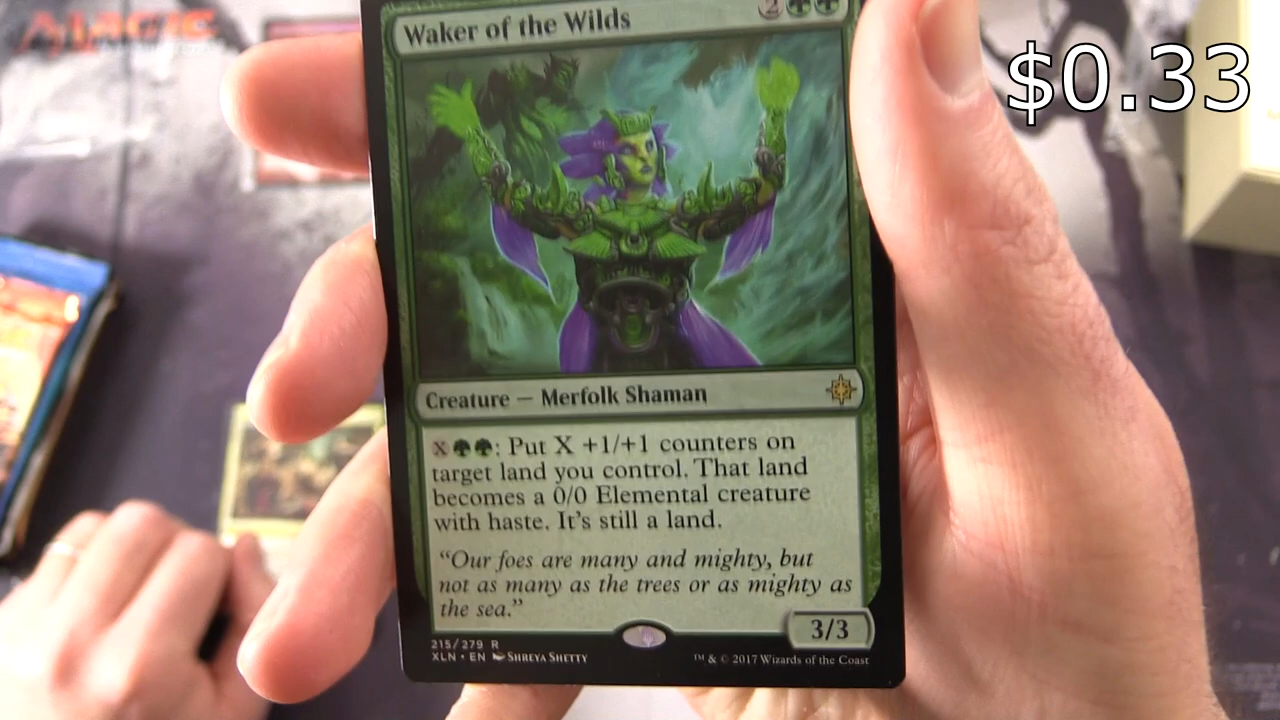 MAGIC
Waker of the Wilds
2
$0.33
Creature — Merfolk Shaman
X: Put X +1/+1 counters on
target land you control. That land
becomes a 0/0 Elemental creature
with haste. It's still a land.
“Our foes are many and mighty, but
not as many as the trees or as mighty as
the sea.”
3/3
215/279 R
XLN • EN Shreya Shetty
™ & © 2017 Wizards of the Coast